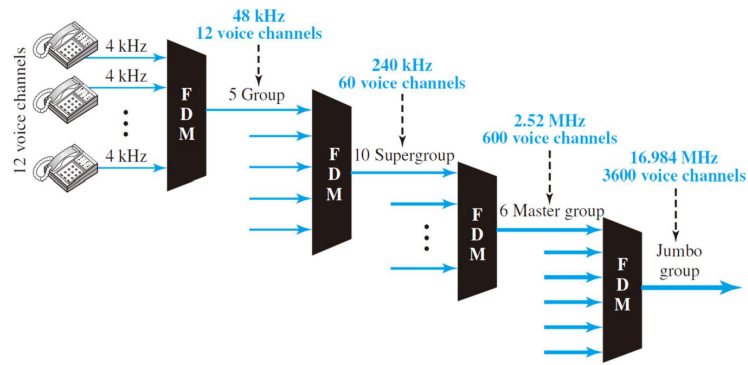 12 voice channels
4 kHz
4 kHz
4 kHz
F
D
M
48 kHz
12 voice channels
5 Group
F
D
M
240 kHz
60 voice channels
10 Supergroup
F
D
M
2.52 MHz
600 voice channels
6 Master group
F
D
M
16.984 MHz
3600 voice channels
Jumbo
group